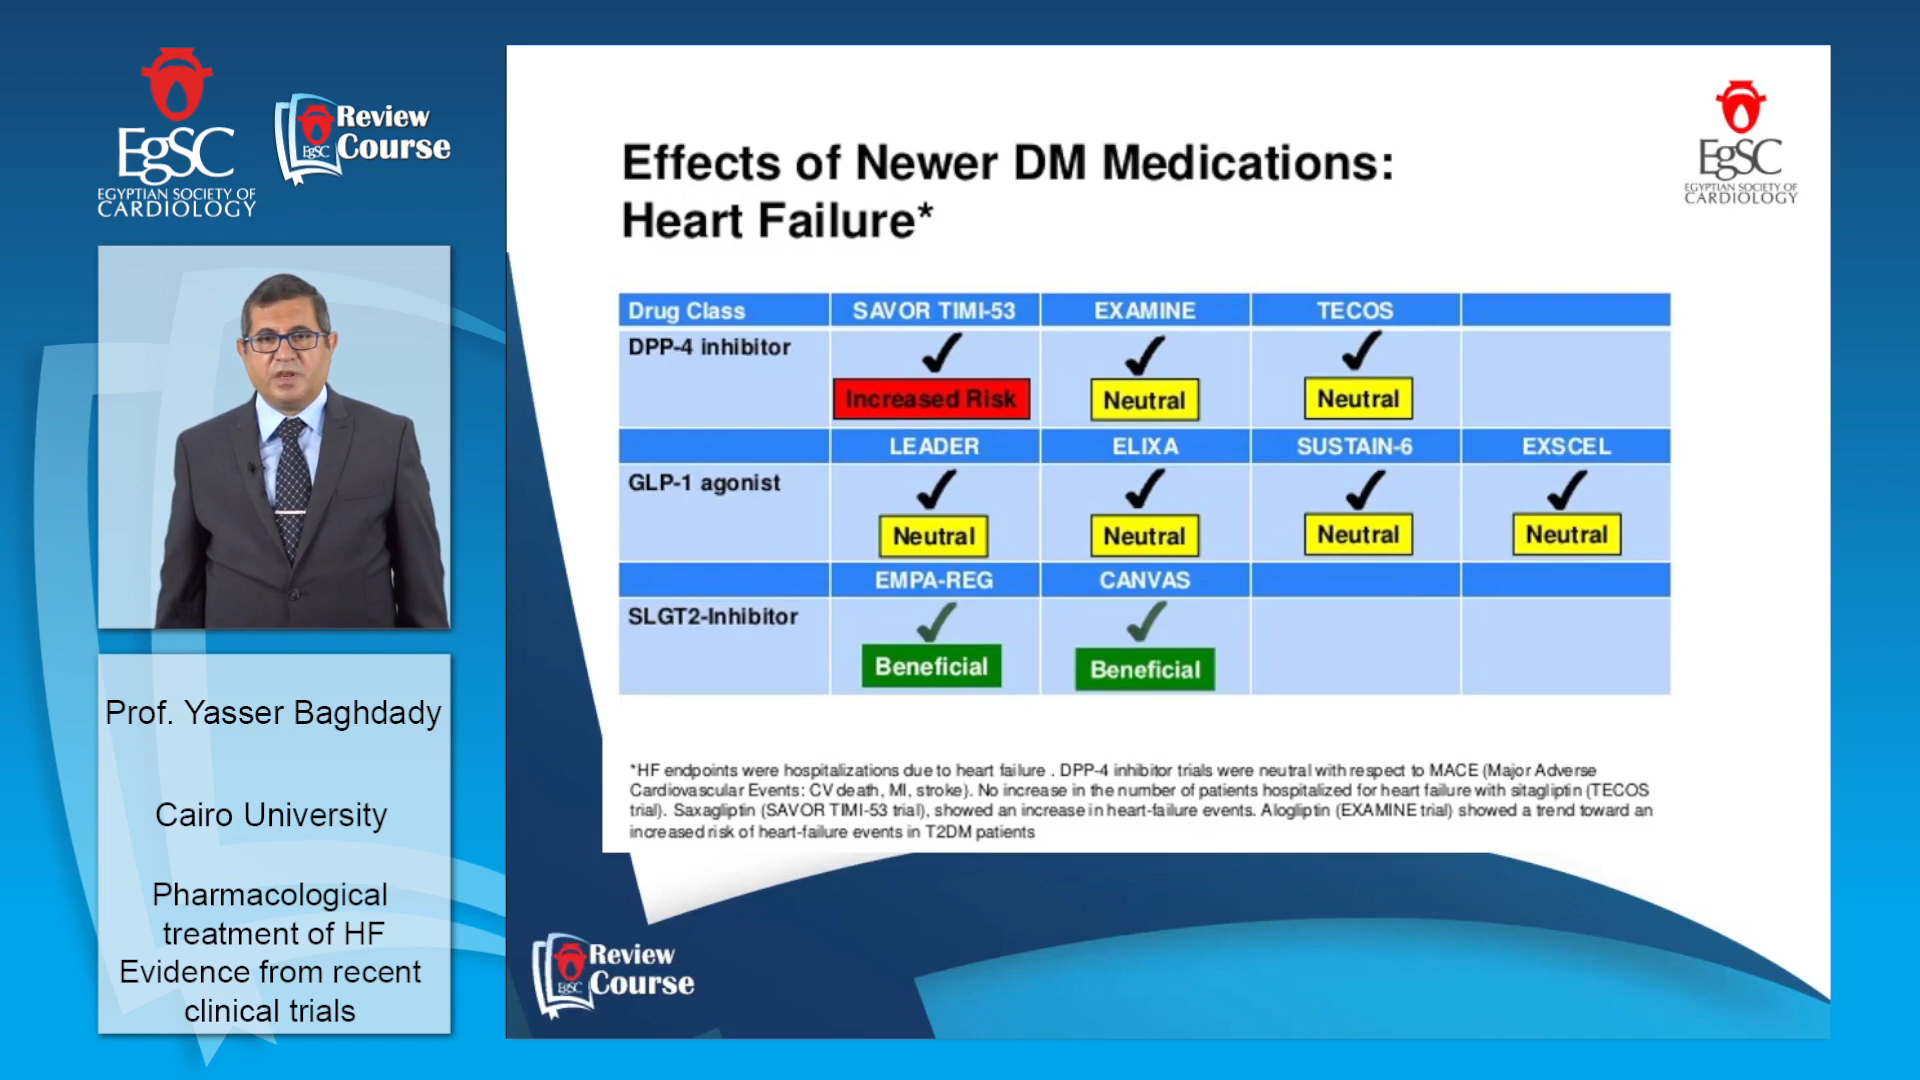 EgSC
EGYPTIAN SOCIETY OF
CARDIOLOGY
Review
Course
EgSC
Prof. Yasser Baghdady
Cairo University
Pharmacological
treatment of HF
Evidence from recent
clinical trials
EgSC
EGYPTIAN SOCIETY OF
CARDIOLOGY
Effects of Newer DM Medications:
Heart Failure*
Drug Class SAVOR TIMI-53 EXAMINE TECOS
DPP-4 inhibitor
Increased Risk Neutral Neutral
LEADER ELIXA SUSTAIN-6 EXSCEL
GLP-1 agonist
Neutral Neutral Neutral Neutral
EMPA-REG CANVAS
SLGT2-Inhibitor
Beneficial Beneficial
*HF endpoints were hospitalizations due to heart failure . DPP-4 inhibitor trials were neutral with respect to MACE (Major Adverse
Cardiovascular Events: CV death, MI, stroke). No increase in the number of patients hospitalized for heart failure with sitagliptin (TECOS
trial). Saxagliptin (SAVOR TIMI-53 trial), showed an increase in heart-failure events. Alogliptin (EXAMINE trial) showed a trend toward an
increased risk of heart-failure events in T2DM patients
Review
Course
EgSC